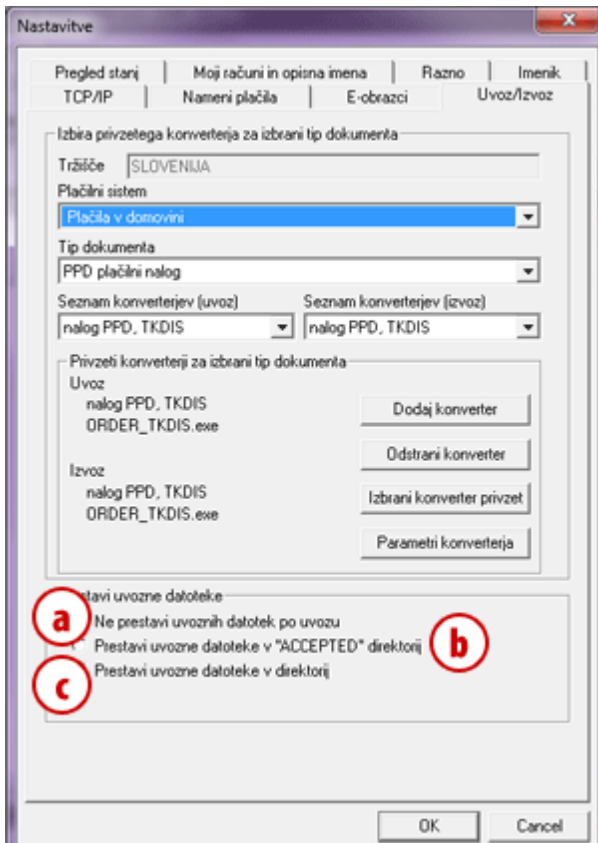 Nastavitve
Pregled stanj
Moji računi in opisna imena
Razno
Imenik
TCP/IP
Nameni plačila
E-obrazci
Uvoz/Izvoz
Izbira privzetega konverterja za izbrani tip dokumenta
Tržišče
SLOVENIJA
Plačilni sistem
Plačila v domovini
Tip dokumenta
PPD plačilni nalog
Seznam konverterjev (uvoz)
Seznam konverterjev (izvoz)
nalog PPD, TKDIS
nalog PPD, TKDIS
Privzeti konverterji za izbrani tip dokumenta
Uvoz
nalog PPD, TKDIS
ORDER_TKDIS.exe
Izvoz
nalog PPD, TKDIS
ORDER_TKDIS.exe
Dodaj konverter
Odstrani konverter
Izbrani konverter privzet
Parametri konverterja
uvozne datoteke
a
Ne prestavi uvoznih datotek po uvozu
Prestavi uvozne datoteke v "ACCEPTED" direktorij
b
c
Prestavi uvozne datoteke v direktorij
OK
Cancel